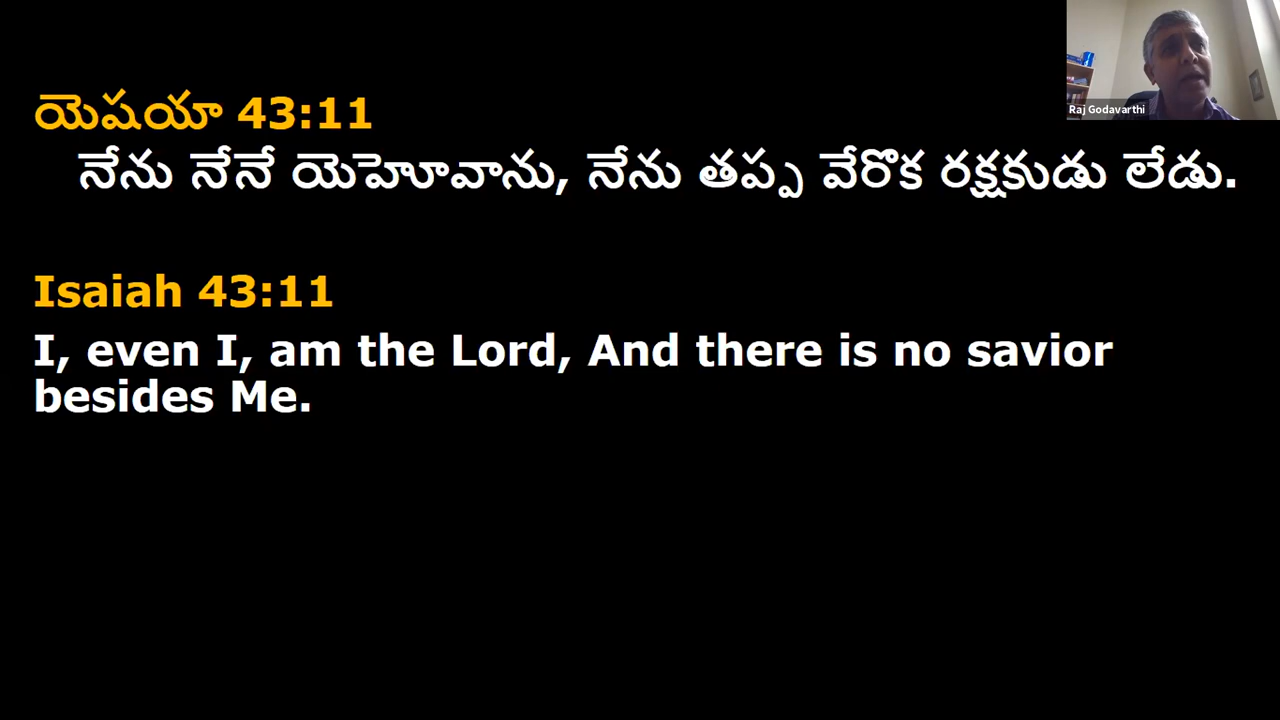 Raj Godavarthi
యెషయా 43:11
నేను నేనే యెహెూవాను, నేను తప్ప వేరొక రక్షకుడు లేడు.
Isaiah 43:11
I, even I, am the Lord, And there is no savior
besides Me.